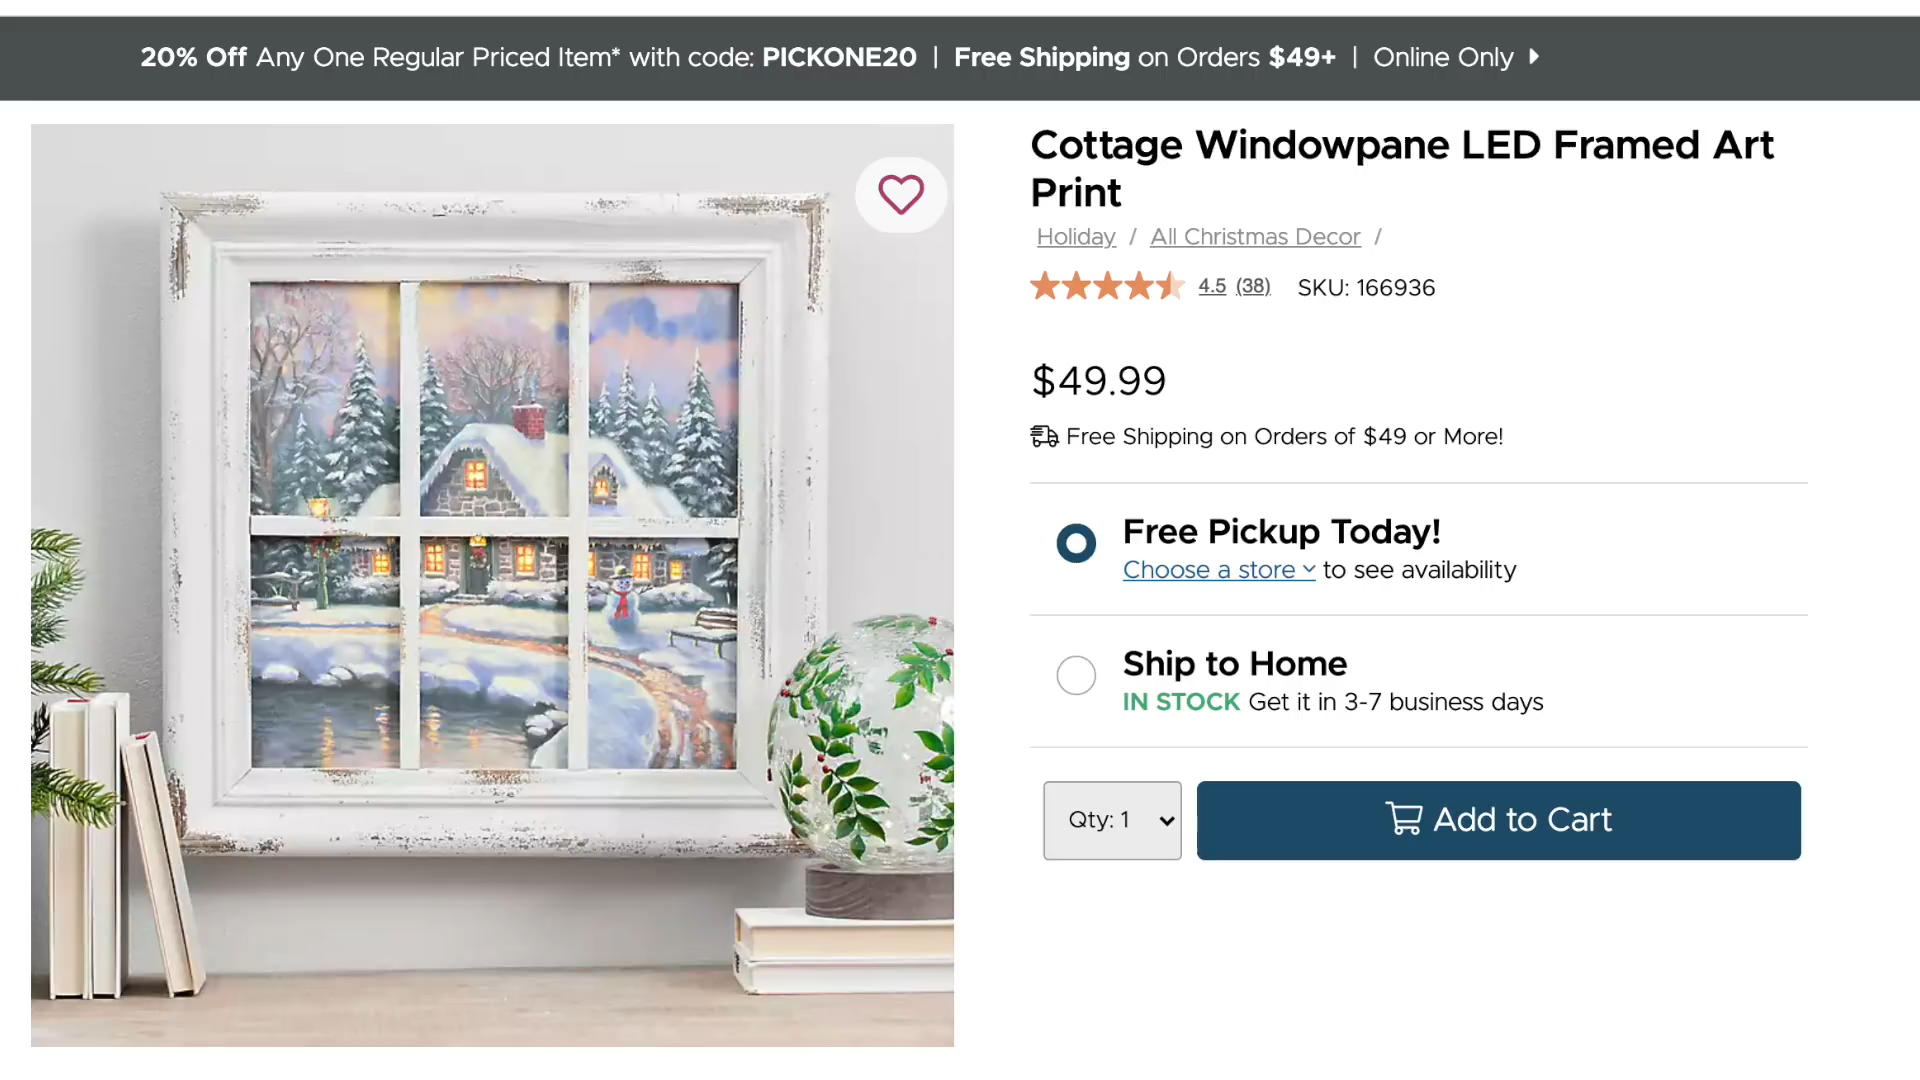 20% Off Any One Regular Priced Item* with code: PICKONE20 | Free Shipping on Orders $49+ | Online Only
Cottage Windowpane LED Framed Art
Print
Holiday / All Christmas Decor /
4.5 (38) SKU: 166936
$49.99
Free Shipping on Orders of $49 or More!
Free Pickup Today!
Choose a store to see availability
Ship to Home
IN STOCK Get it in 3-7 business days
Qty: 1 Add to Cart